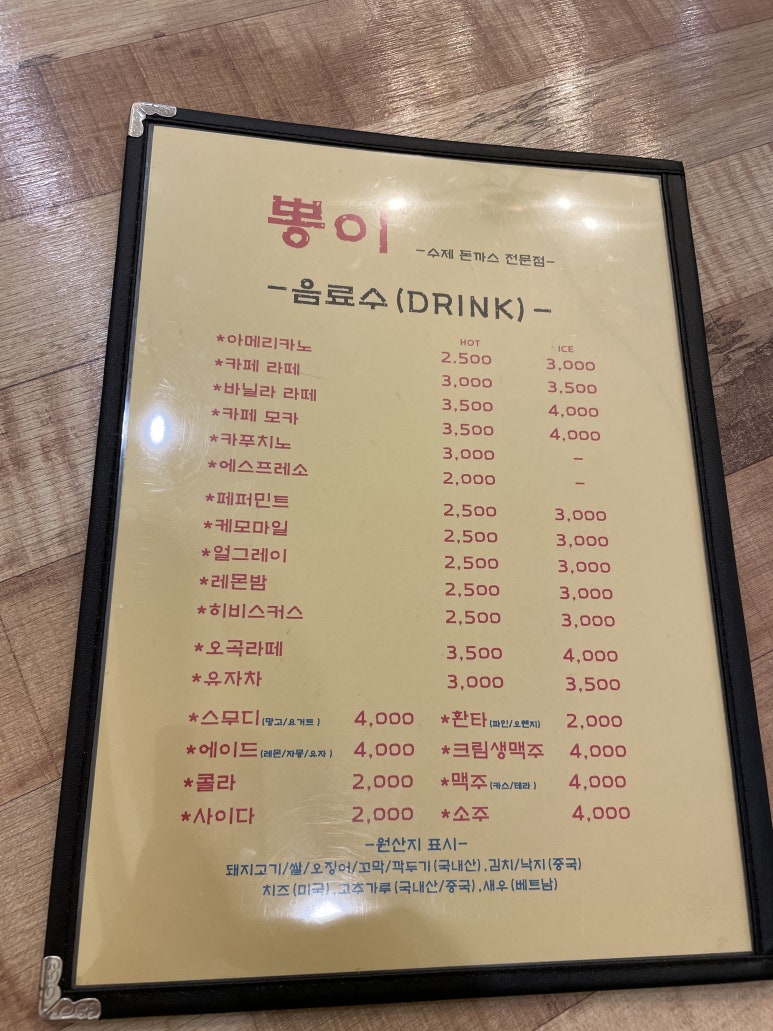 뽕이 -수제 돈까스 전문점-
-음료수(DRINK)-
HOT ICE
*아메리카노 2.500 3,000
*카페 라떼 3,000 3,500
*바닐라 라떼 3,500 4,000
*카페 모카 3,500 4,000
*카푸치노 3,000 -
*에스프레소 2,000 -
*페퍼민트 2,500 3,000
*케모마일 2,500 3,000
*얼그레이 2,500 3,000
*레몬밤 2,500 3,000
*히비스커스 2,500 3,000
*오곡라떼 3,500 4,000
*유자차 3,000 3,500
*스무디(망고/요거트) 4,000 *환타(파인/오렌지) 2,000
*에이드(레몬/자몽/유자) 4,000 *크림생맥주 4,000
*콜라 2,000 *맥주(카스/테라) 4,000
*사이다 2,000 *소주 4,000
-원산지 표시-
돼지고기/쌀/오징어/꼬막/깍두기(국내산),김치/낙지(중국)
치즈(미국),고추가루(국내산/중국),새우(베트남)